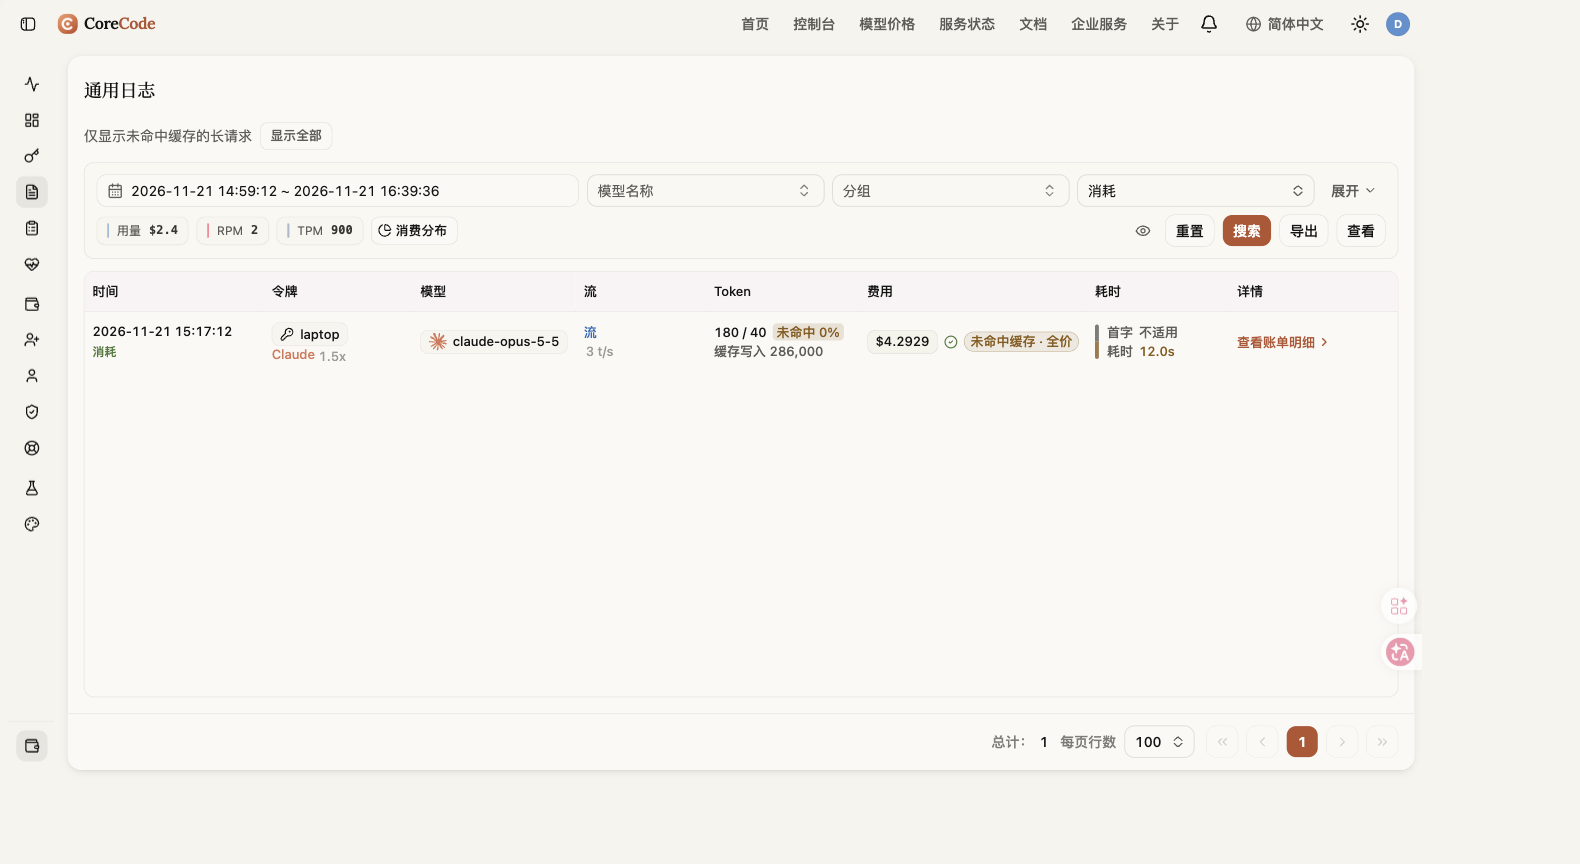 CoreCode
首页 控制台 模型价格 服务状态 文档 企业服务 关于 简体中文 D
通用日志
仅显示未命中缓存的长请求 显示全部
2026-11-21 14:59:12 ~ 2026-11-21 16:39:36 模型名称 分组 消耗 展开
用量 $2.4 RPM 2 TPM 900 消费分布 重置 搜索 导出 查看
时间 令牌 模型 流 Token 费用 耗时 详情
2026-11-21 15:17:12 laptop claude-opus-5-5 流 180 / 40 未命中 0% $4.2929 未命中缓存 · 全价 首字 不适用 查看账单明细
消耗 Claude 1.5x 3 t/s 缓存写入 286,000 耗时 12.0s
总计： 1 每页行数 100 1